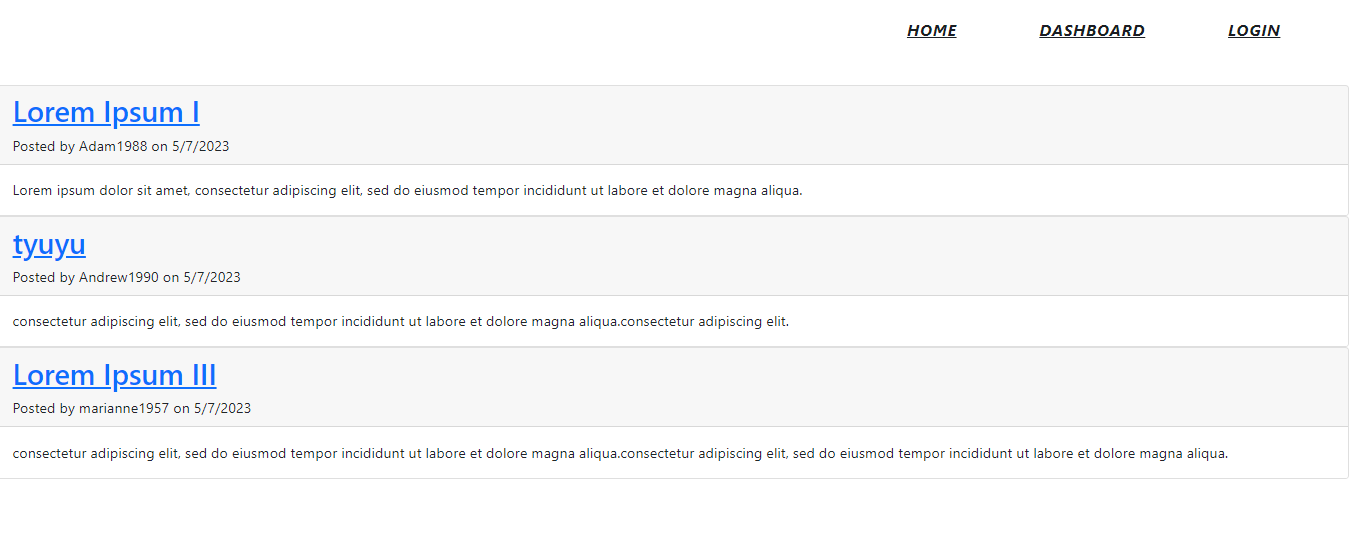 HOME DASHBOARD LOGIN
Lorem Ipsum I
Posted by Adam1988 on 5/7/2023
Lorem ipsum dolor sit amet, consectetur adipiscing elit, sed do eiusmod tempor incididunt ut labore et dolore magna aliqua.
tyuyu
Posted by Andrew1990 on 5/7/2023
consectetur adipiscing elit, sed do eiusmod tempor incididunt ut labore et dolore magna aliqua.consectetur adipiscing elit.
Lorem Ipsum III
Posted by marianne1957 on 5/7/2023
consectetur adipiscing elit, sed do eiusmod tempor incididunt ut labore et dolore magna aliqua.consectetur adipiscing elit, sed do eiusmod tempor incididunt ut labore et dolore magna aliqua.